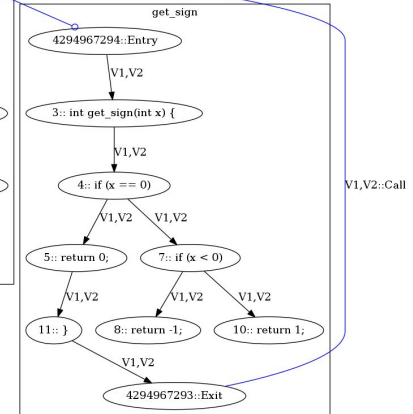 get_sign
4294967294::Entry
V1,V2
3:: int get_sign(int x) {
V1,V2
4:: if (x == 0)
V1,V2::Call
V1,V2 V1,V2
5:: return 0; 7:: if (x < 0)
V1,V2 V1,V2 V1,V2
11:: } 8:: return -1; 10:: return 1;
V1,V2
4294967293::Exit